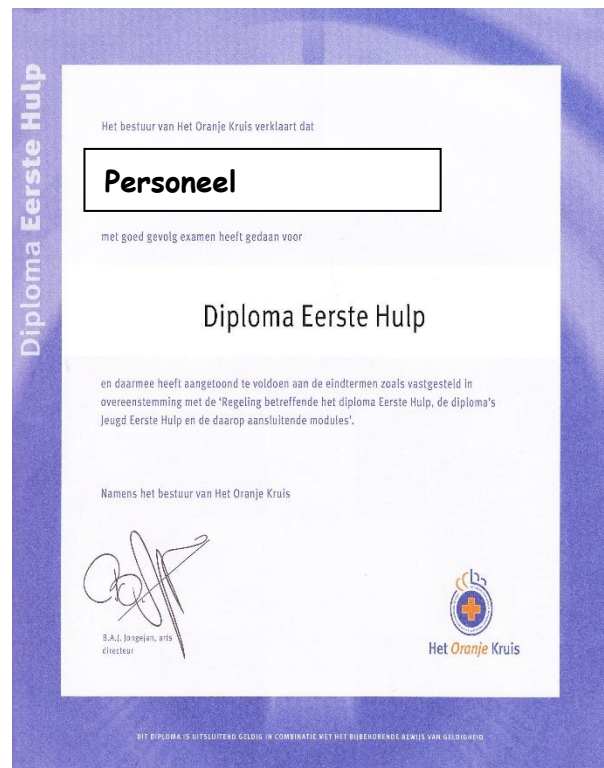 Diploma Eerste Hulp
Het bestuur van Het Oranje Kruis verklaart dat
Personeel
met goed gevolg examen heeft gedaan voor
Diploma Eerste Hulp
en daarmee heeft aangetoond te voldoen aan de eindtermen zoals vastgesteld in
overeenstemming met de 'Regeling betreffende het diploma Eerste Hulp, de diploma's
Jeugd Eerste Hulp en de daarop aansluitende modules'.
Namens het bestuur van Het Oranje Kruis
B.A.J. Jongejan, arts
directeur
Het Oranje Kruis
DIT DIPLOMA IS UITSLUITEND GELDIG IN COMBINATIE MET HET BIJBEHORENDE BEWIJS VAN GELDIGHEID